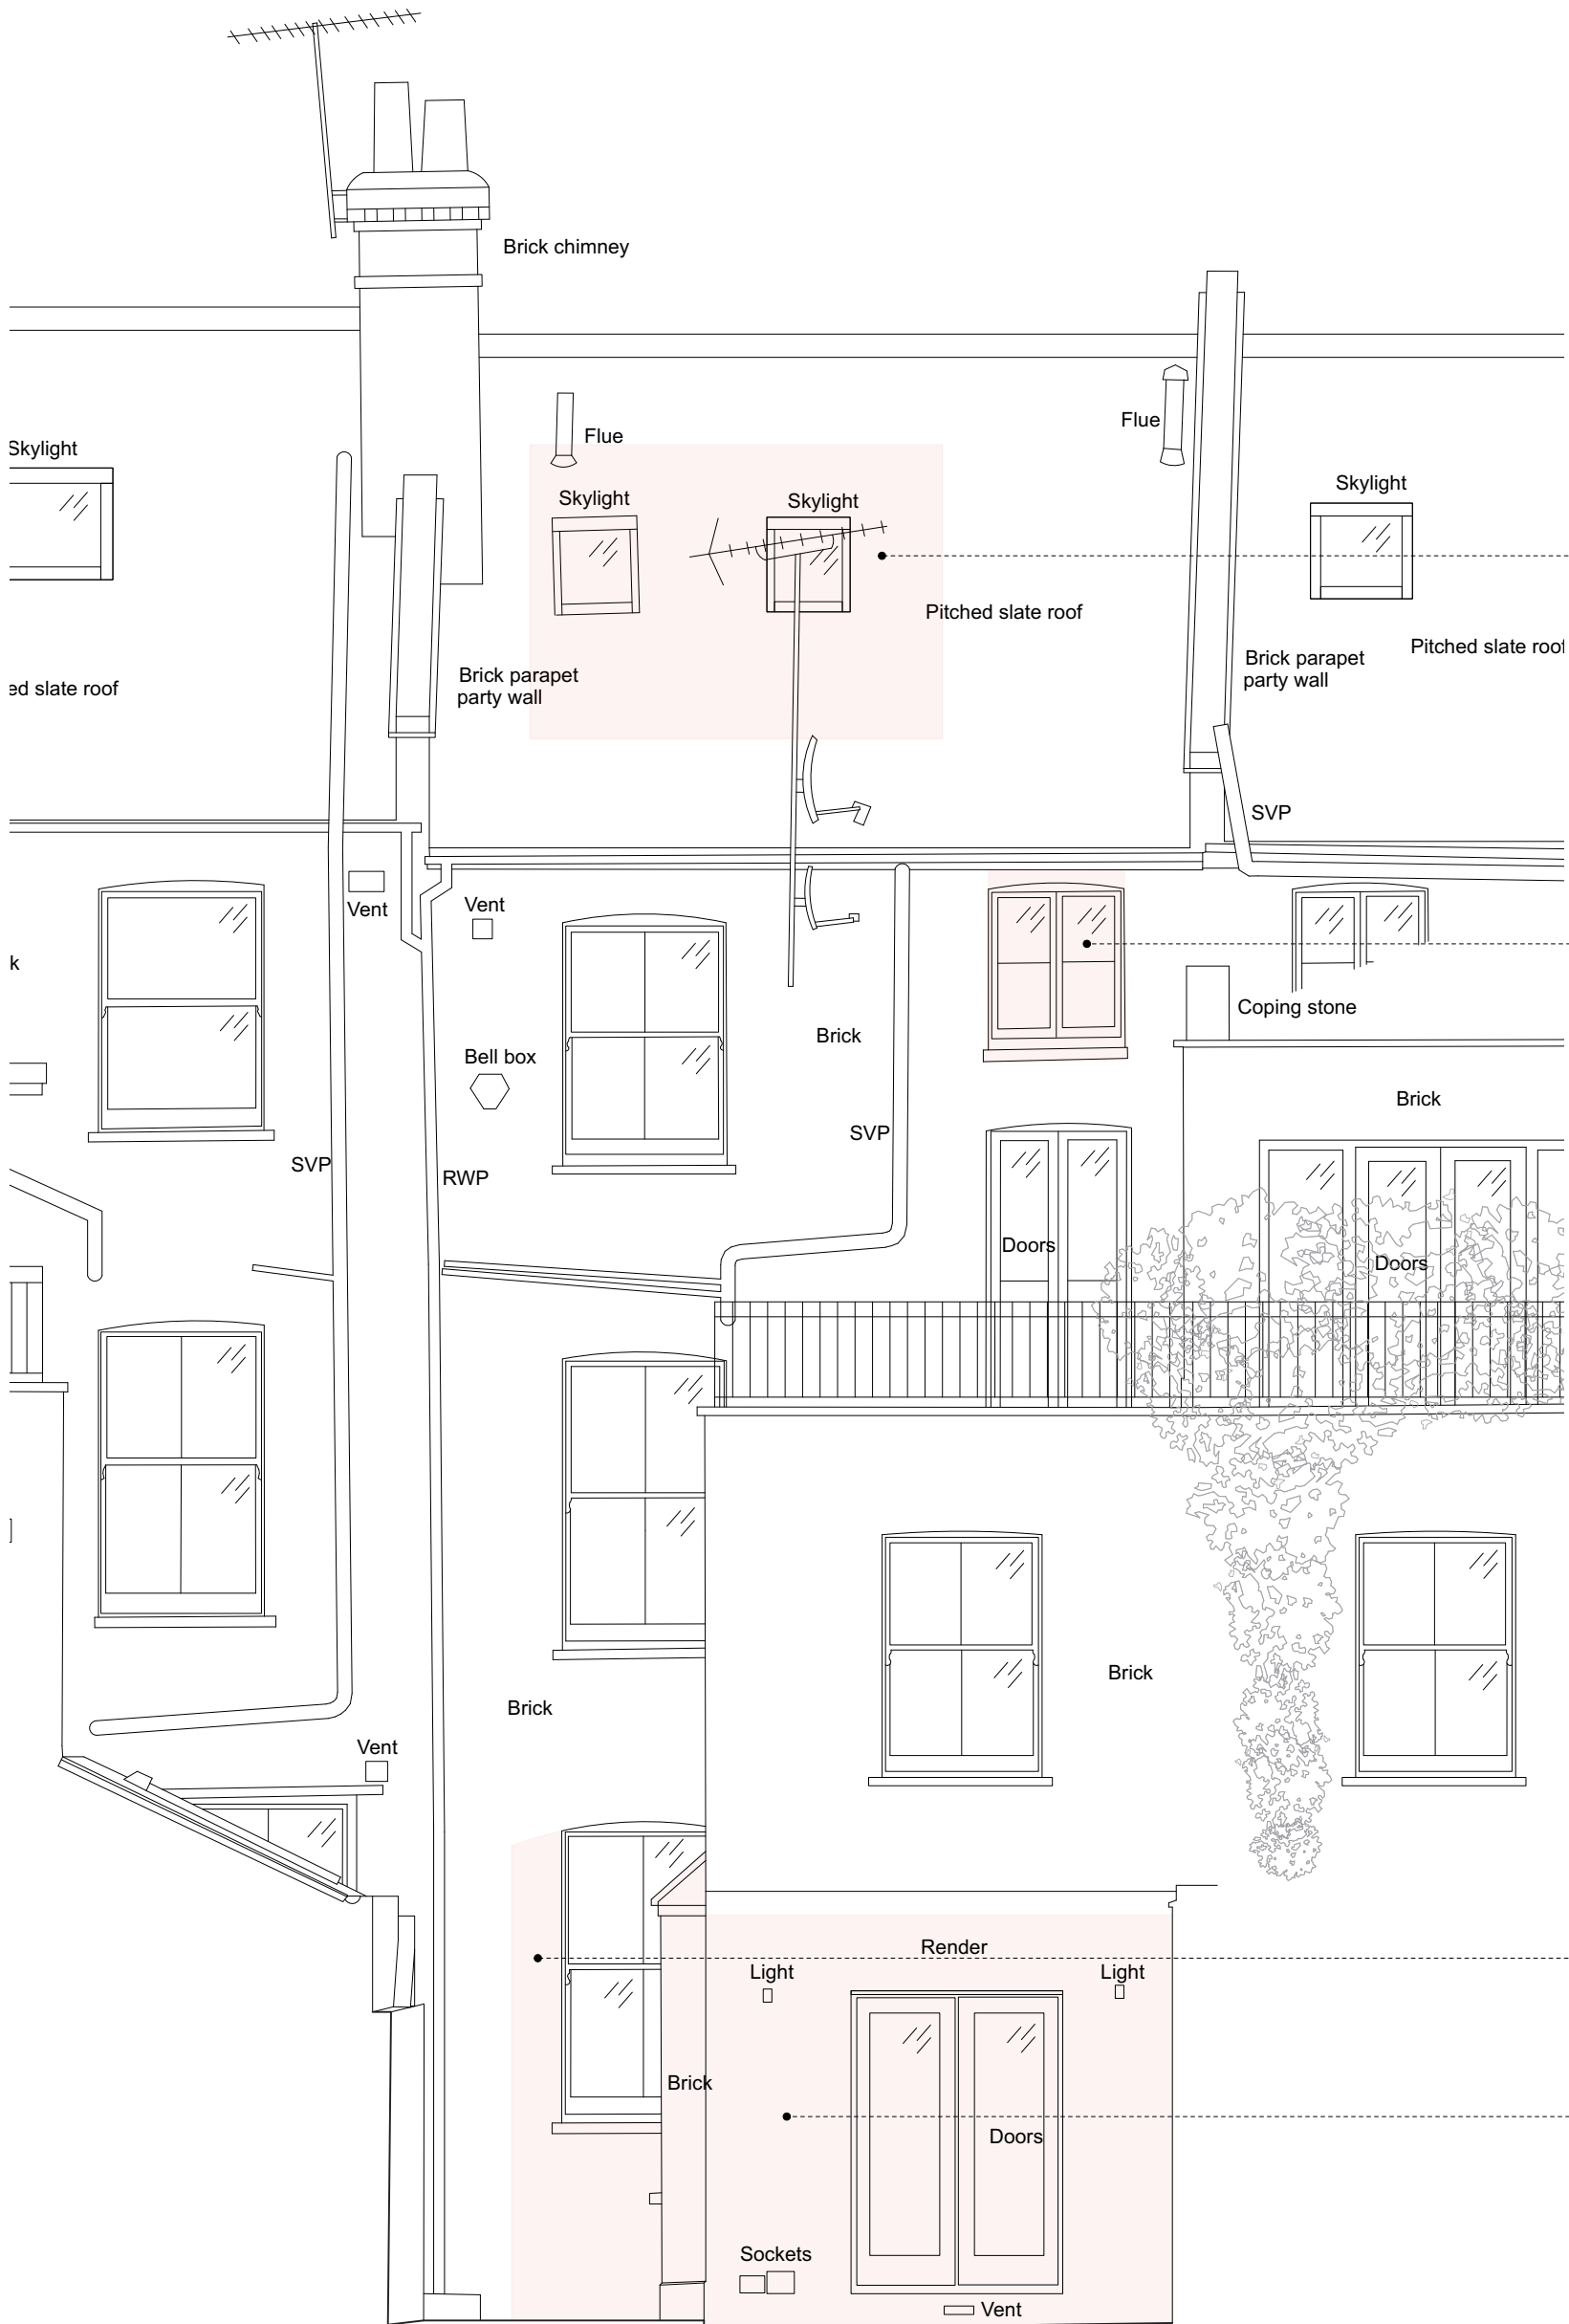 Brick chimney
Flue
Flue
Skylight
Skylight
Skylight
Skylight
Pitched slate roof
Pitched slate roof
Brick parapet
party wall
Brick parapet
party wall
ed slate roof
SVP
Vent
Vent
k
Coping stone
Brick
Bell box
Brick
SVP
SVP
RWP
Doors
Doors
Brick
Brick
Vent
Render
Light
Light
Brick
Doors
Sockets
Vent